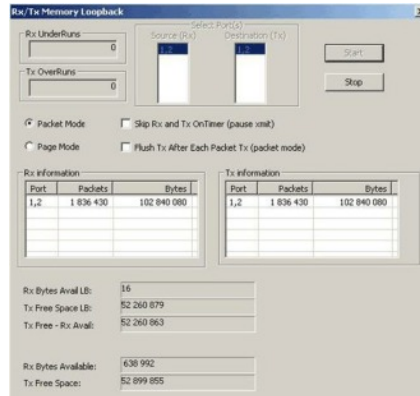 Rx/Tx Memory Loopback
Rx UnderRuns
0
Tx OverRuns
0
Select Port(s)
Source (Rx) Destination (Tx)
1,2 1,2
Start
Stop
Packet Mode Skip Rx and Tx OnTimer (pause xmit)
Page Mode Flush Tx After Each Packet Tx (packet mode)
Rx information Tx information
Port Packets Bytes Port Packets Bytes
1,2 1 836 430 102 840 080 1,2 1 836 430 102 840 080
Rx Bytes Avail LB: 16
Tx Free Space LB: 52 260 879
Tx Free - Rx Avail: 52 260 863
Rx Bytes Available: 638 992
Tx Free Space: 52 899 855